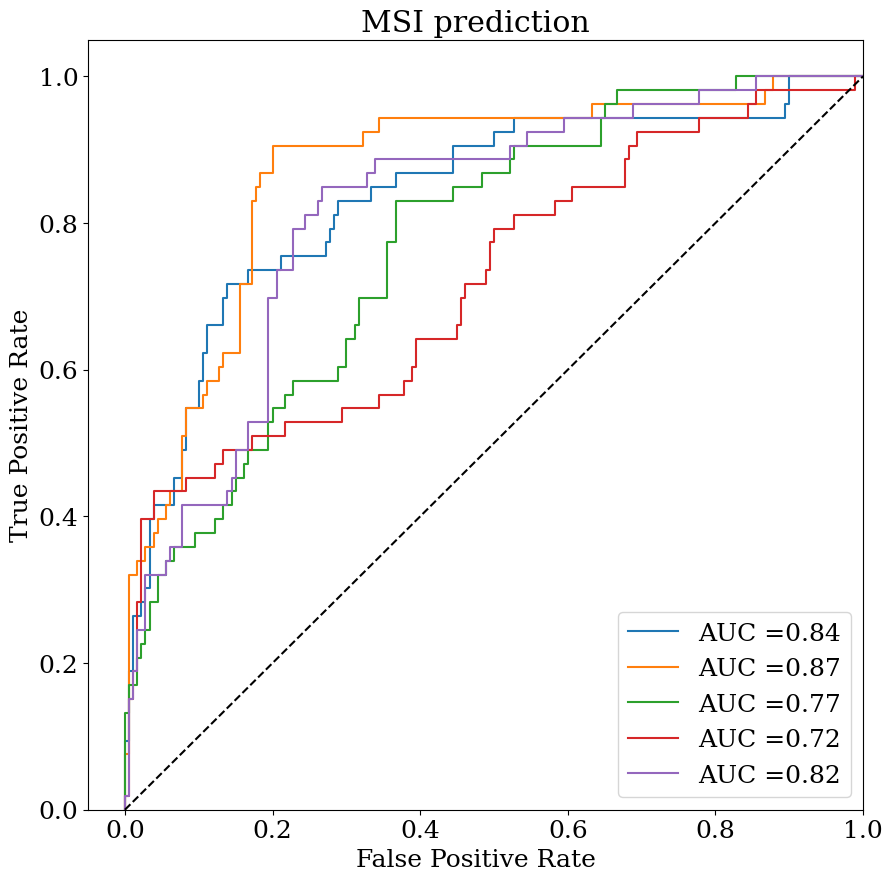 MSI prediction
True Positive Rate
1.0
0.8
0.6
0.4
0.2
0.0
AUC =0.84
AUC =0.87
AUC =0.77
AUC =0.72
AUC =0.82
0.0 0.2 0.4 0.6 0.8 1.0
False Positive Rate